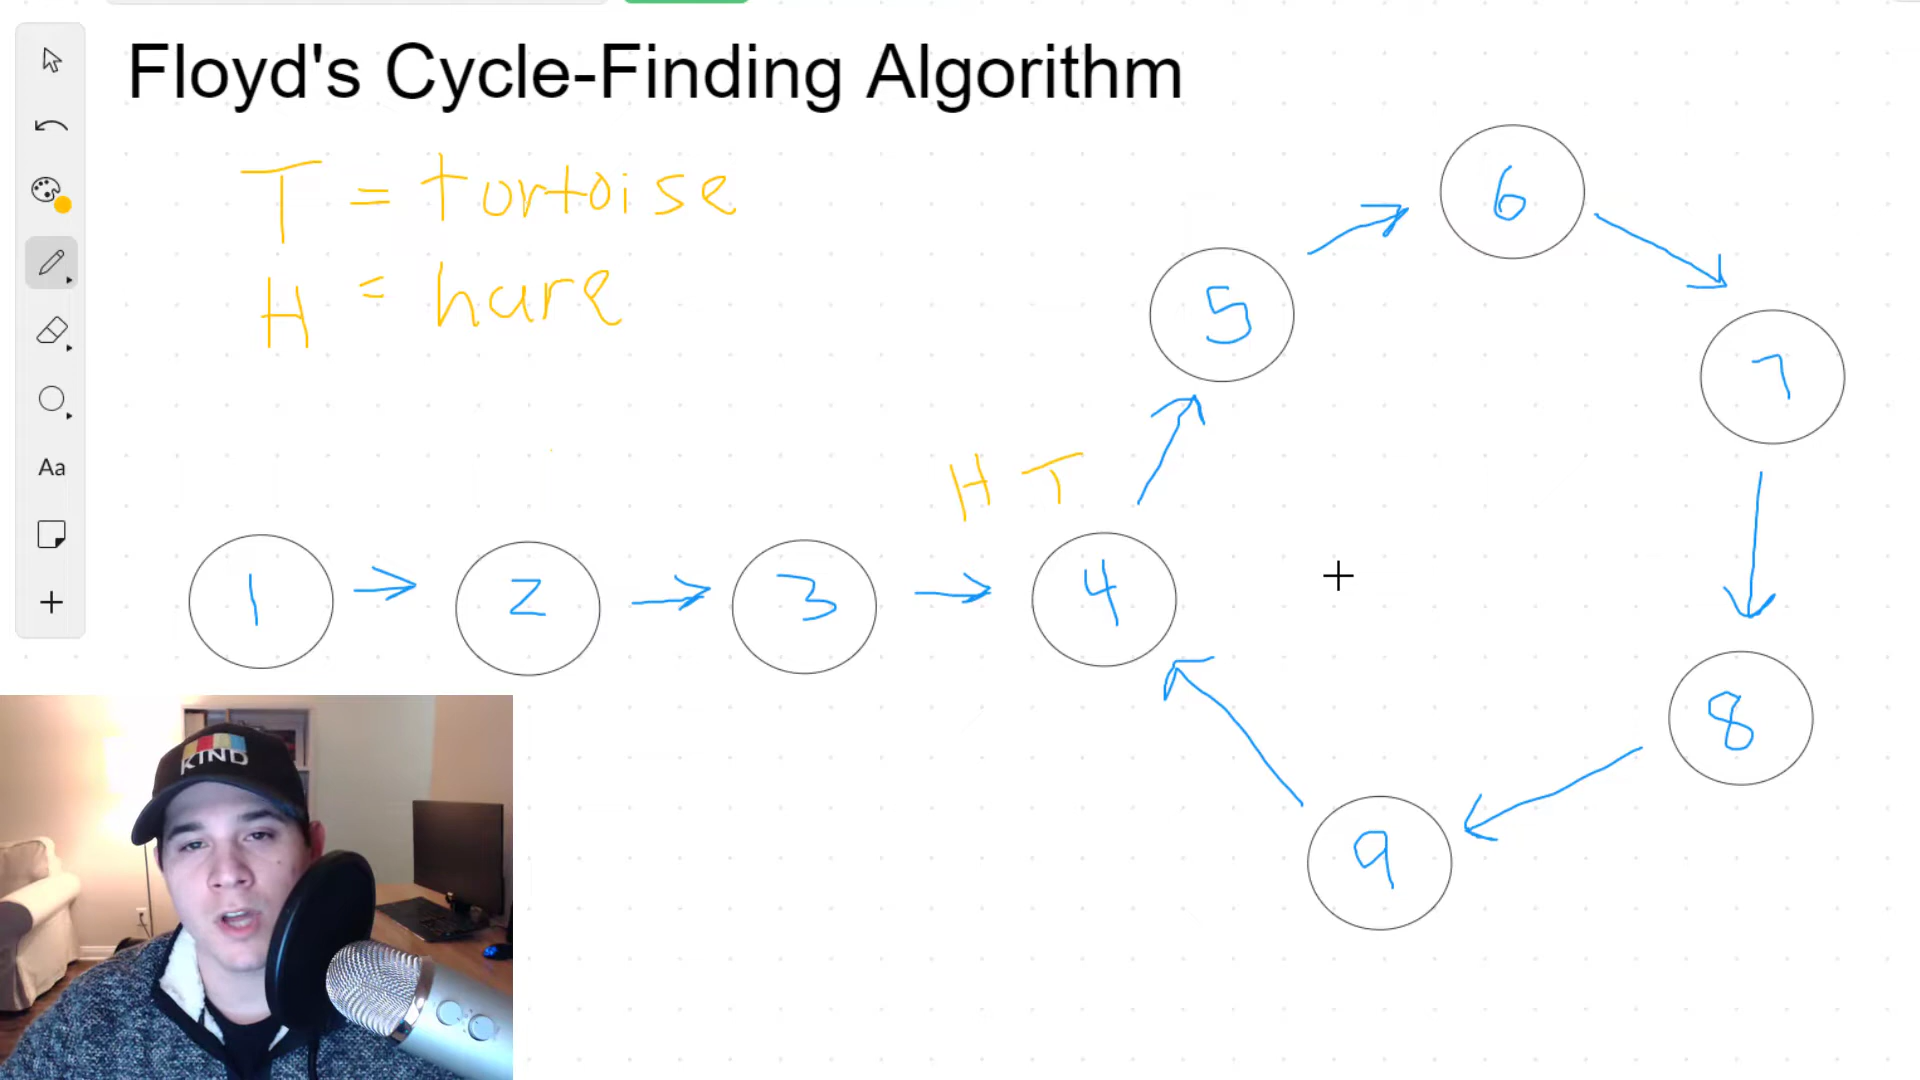 Floyd's Cycle-Finding Algorithm
T = tortoise
H = hare
6
5
7
H T
Aa
1 → 2 → 3 → 4
8
9
KIND